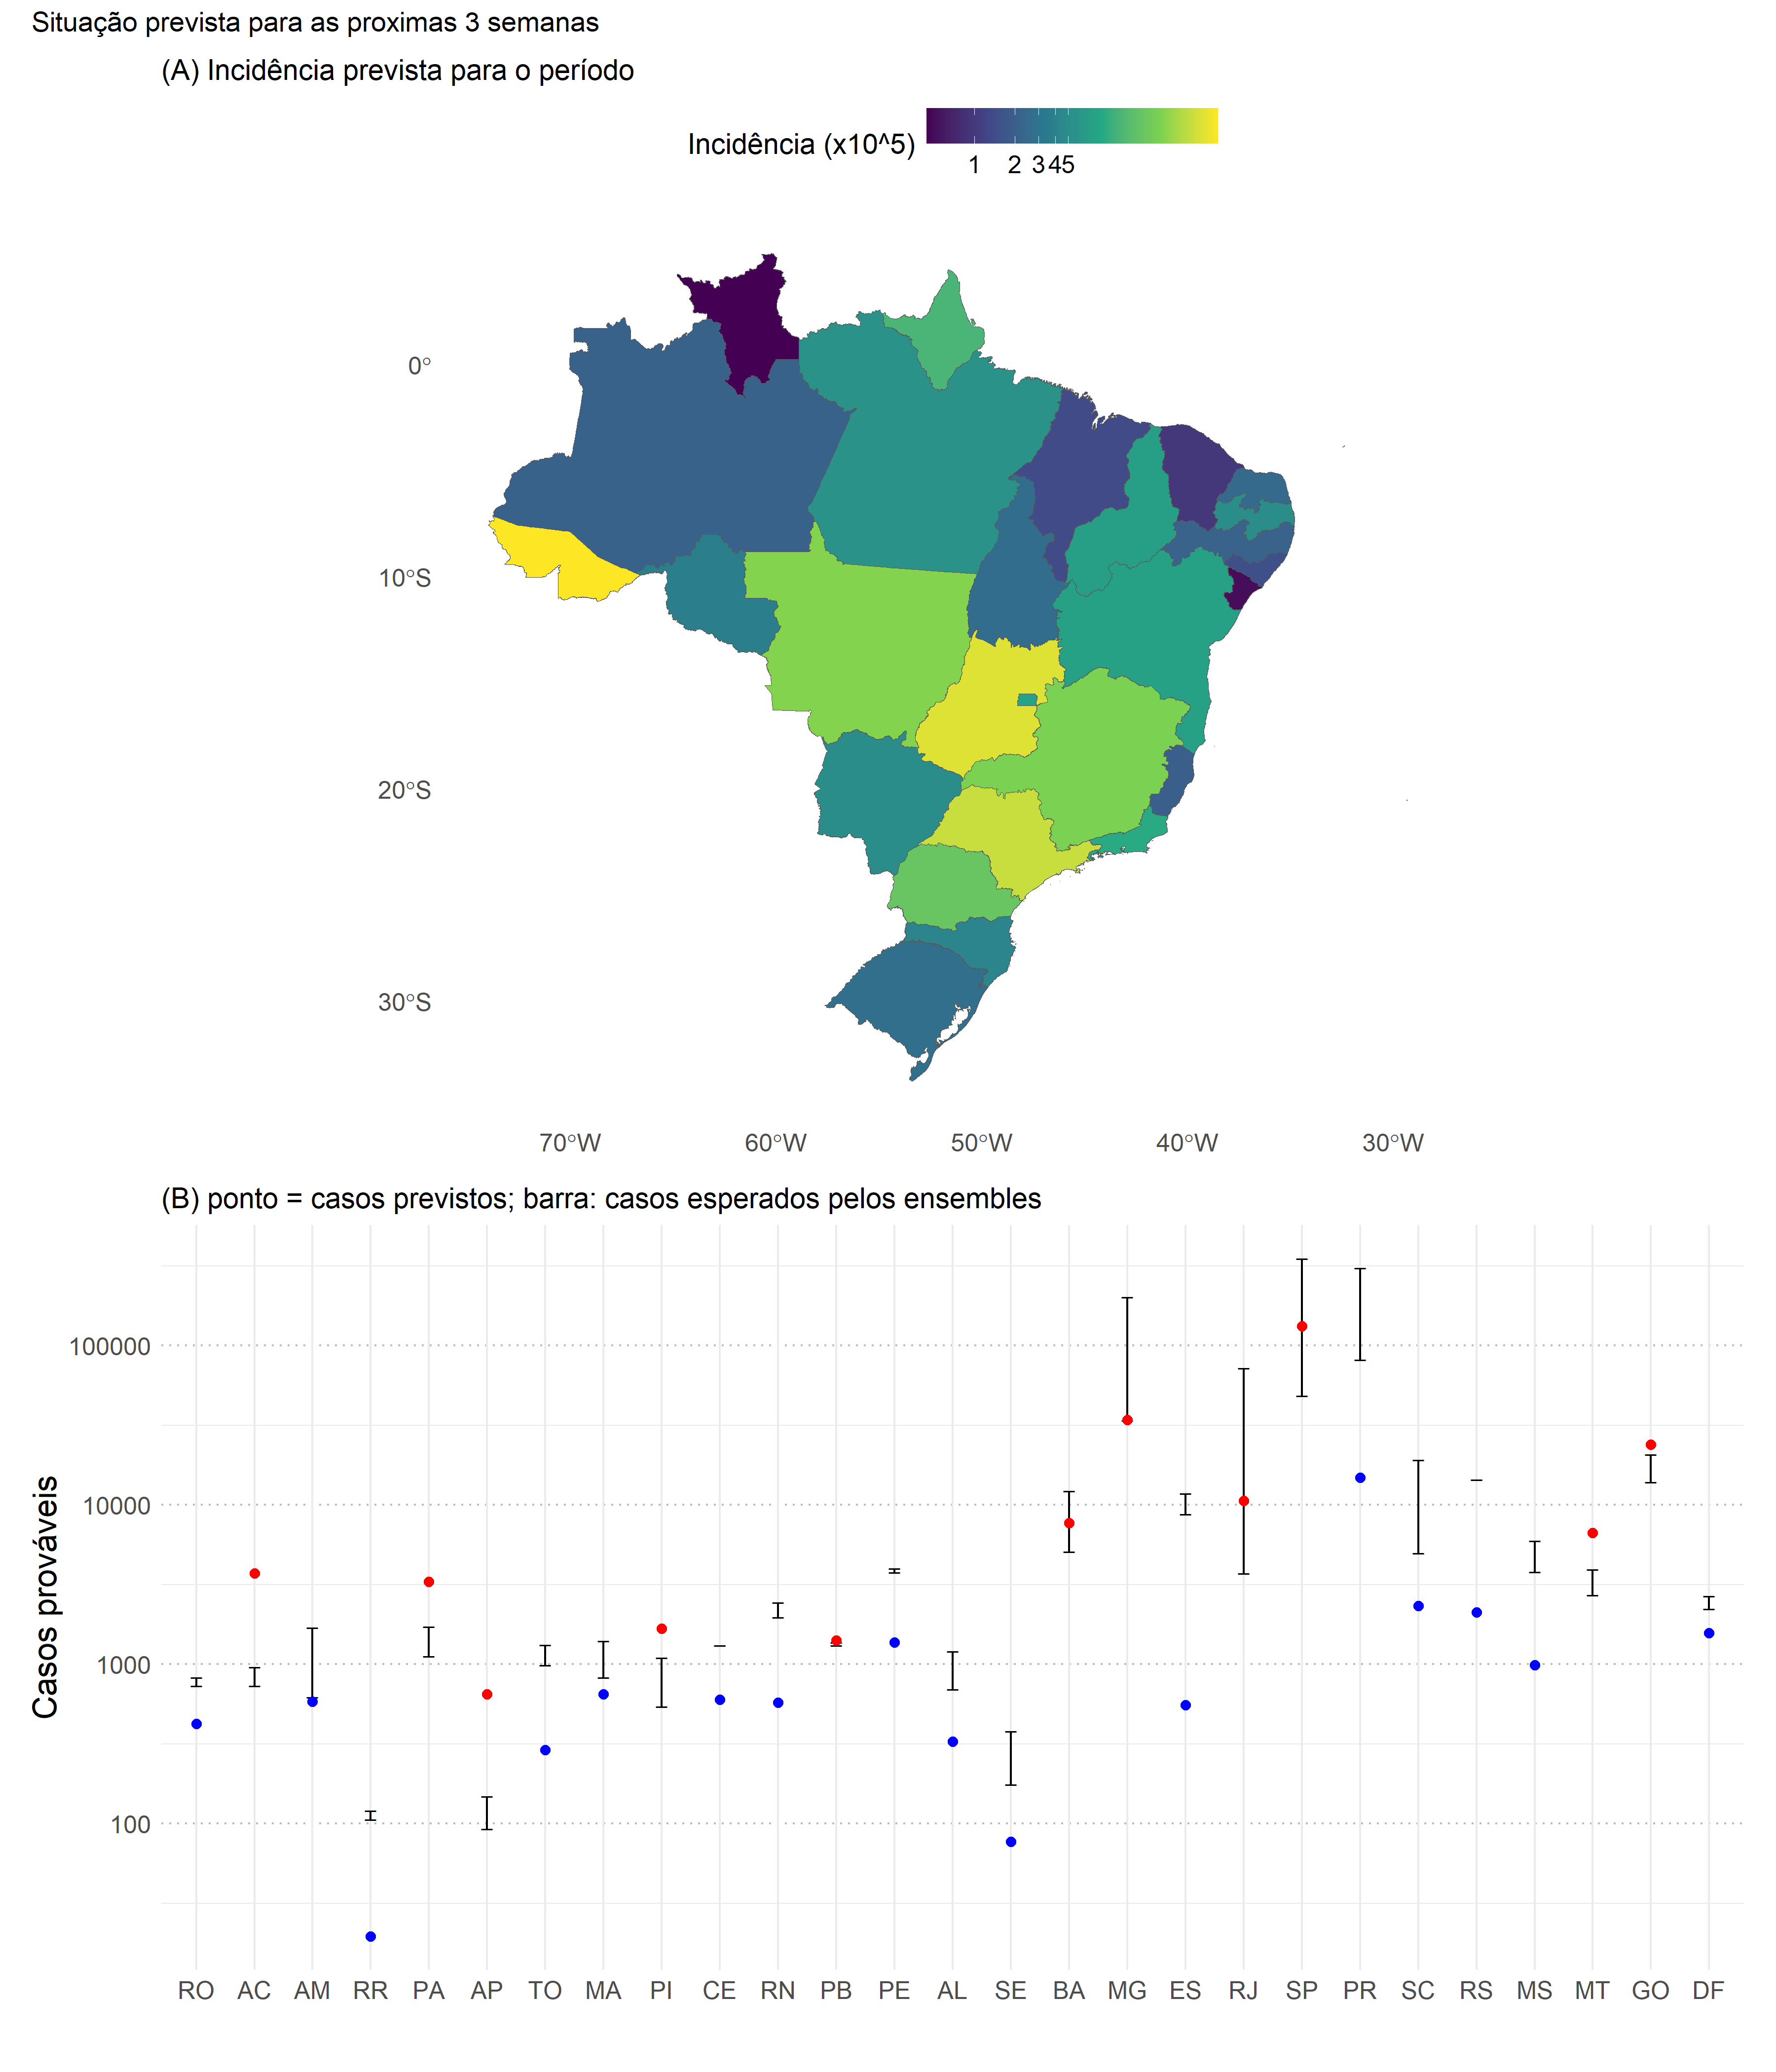 Situação prevista para as proximas 3 semanas
(A) Incidência prevista para o período
Incidência (x10^5)
1 2 3 4 5
0°
10°S
20°S
30°S
70°W 60°W 50°W 40°W 30°W
(B) ponto = casos previstos; barra: casos esperados pelos ensembles
Casos prováveis
100000
10000
1000
100
RO AC AM RR PA AP TO MA PI CE RN PB PE AL SE BA MG ES RJ SP PR SC RS MS MT GO DF